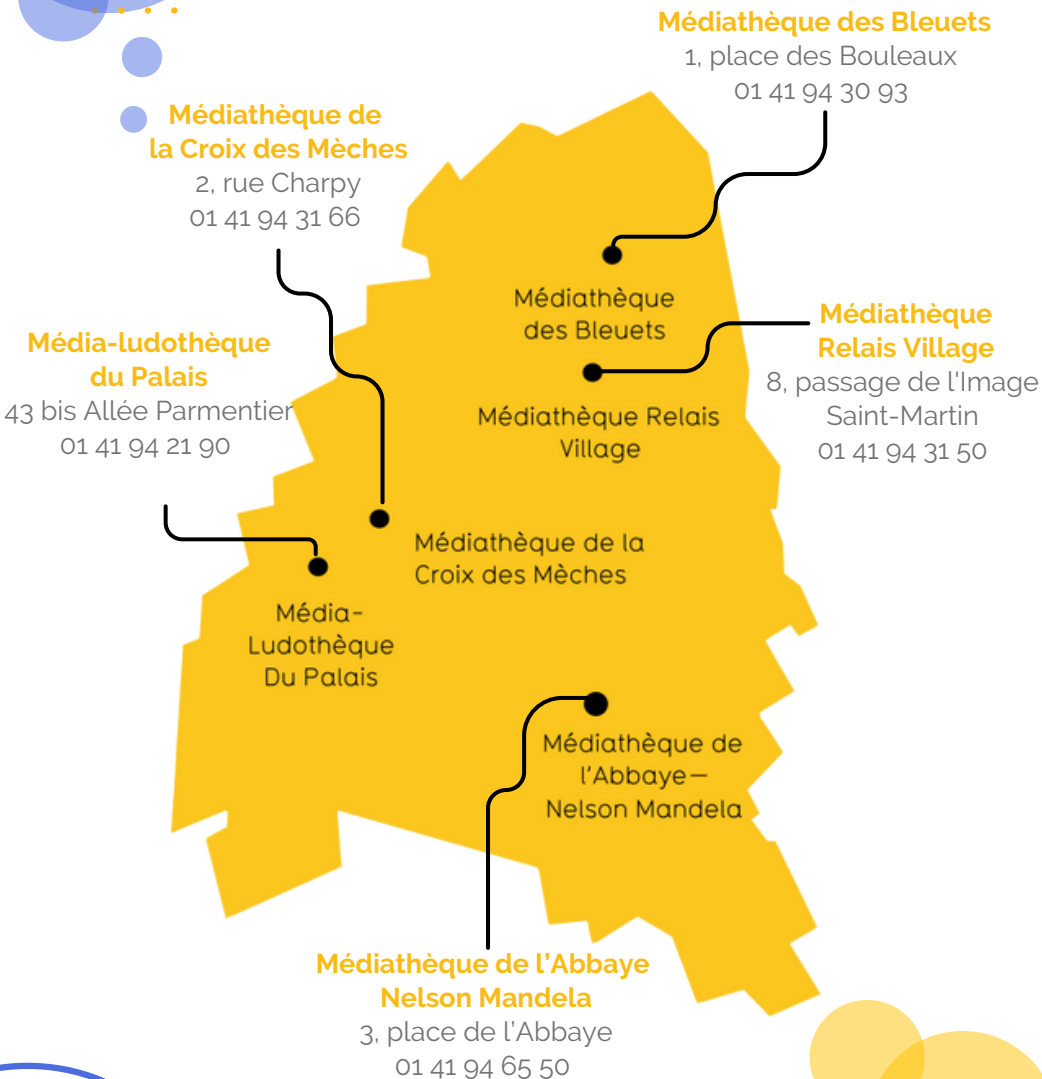 Médiathèque des Bleuets
1, place des Bouleaux
01 41 94 30 93
Médiathèque de
la Croix des Mèches
2, rue Charpy
01 41 94 31 66
Médiathèque
des Bleuets
Médiathèque
Relais Village
8, passage de l'Image
Saint-Martin
01 41 94 31 50
Média-ludothèque
du Palais
43 bis Allée Parmentier
01 41 94 21 90
Médiathèque Relais
Village
Médiathèque de la
Croix des Mèches
Média-
Ludothèque
Du Palais
Médiathèque de
l'Abbaye—
Nelson Mandela
Médiathèque de l’Abbaye
Nelson Mandela
3, place de l’Abbaye
01 41 94 65 50